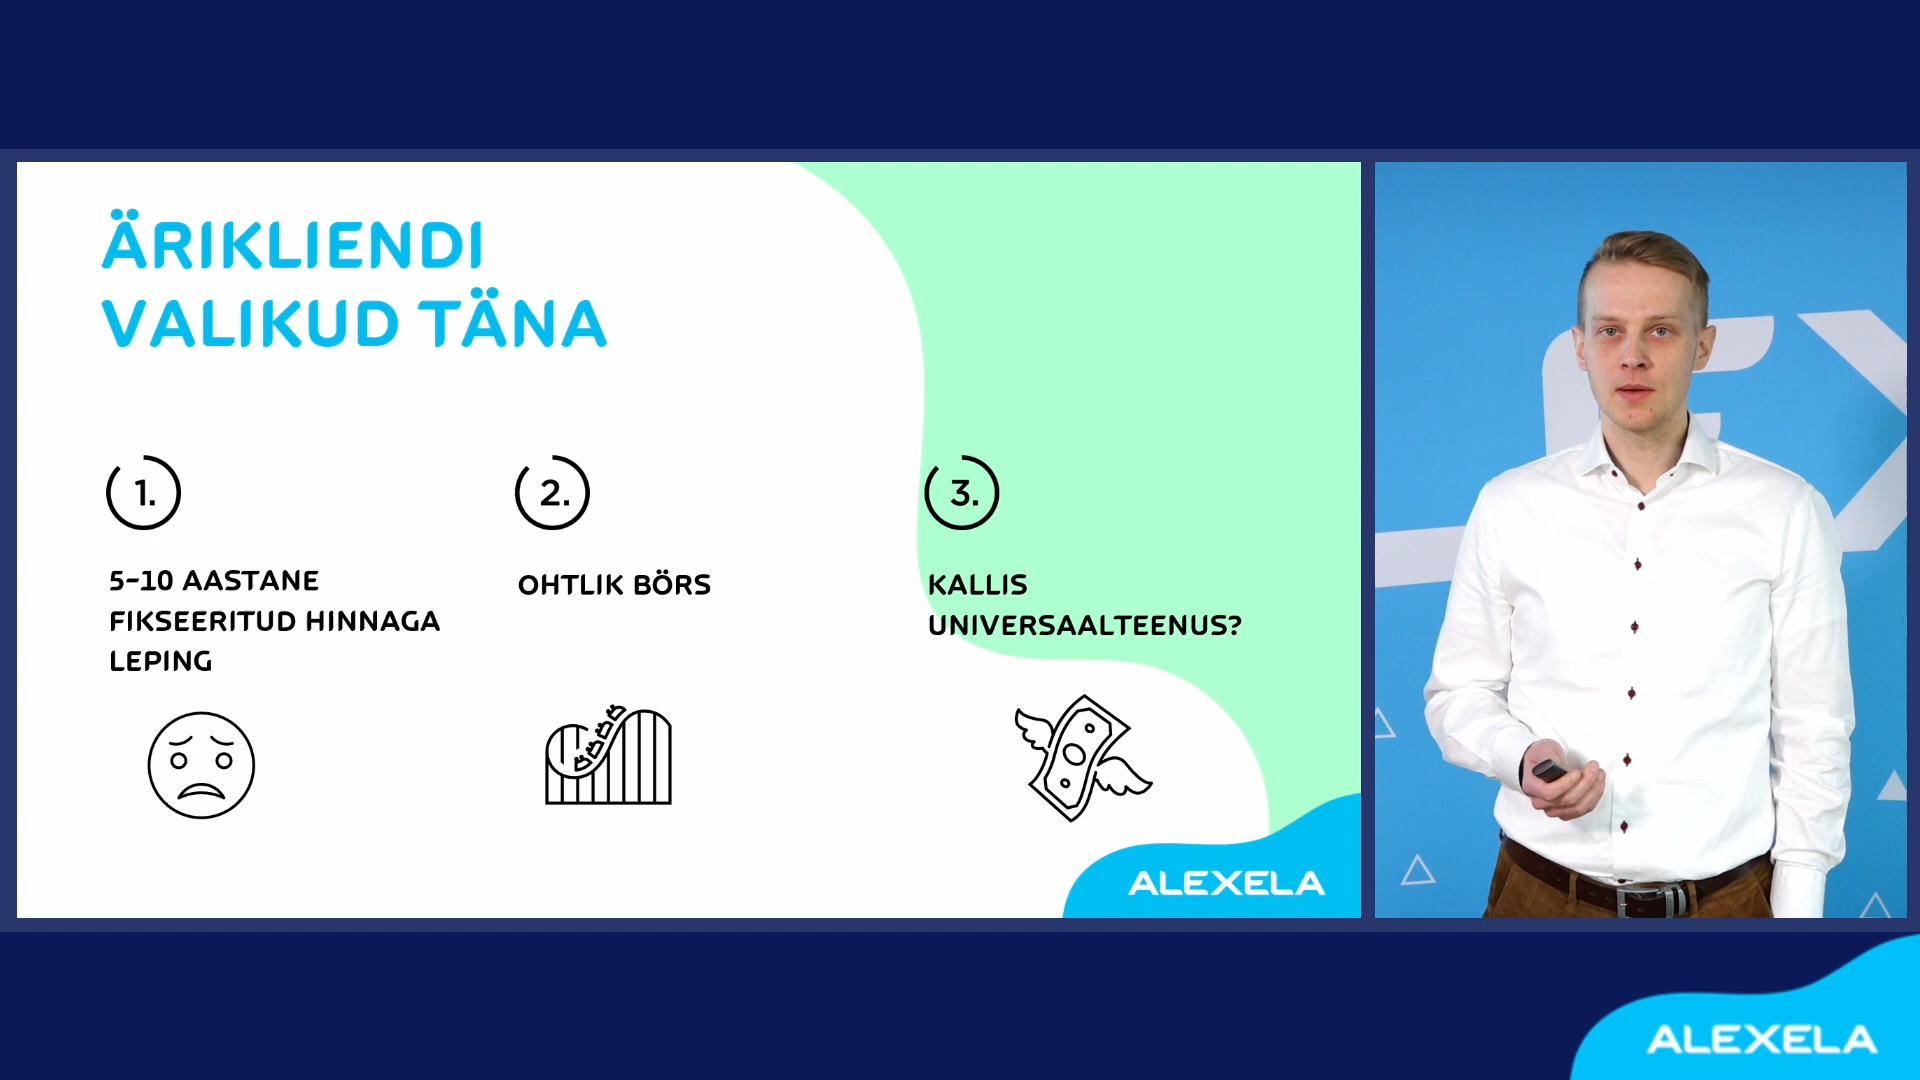 ÄRIKLIENDI
VALIKUD TÄNA
1.
5-10 AASTANE
FIKSEERITUD HINNAGA
LEPING
2.
OHTLIK BÖRS
3.
KALLIS
UNIVERSAALTEENUS?
ALEXELA
ALEXELA